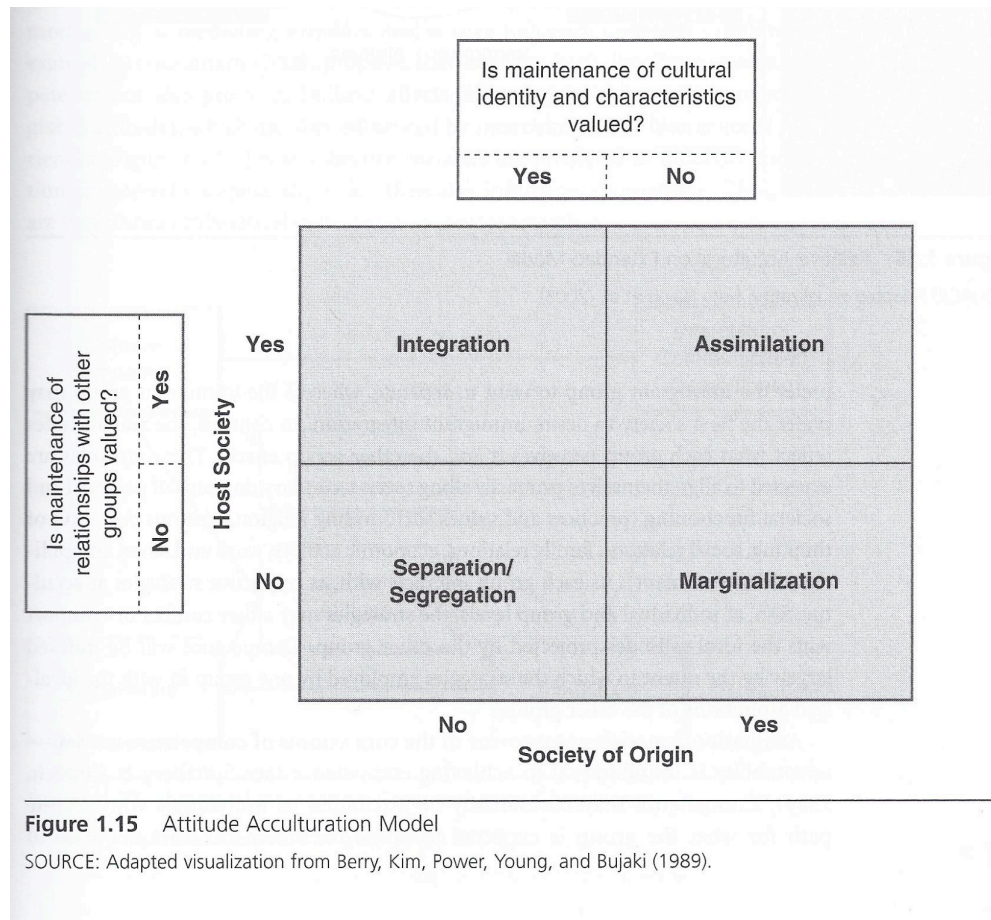 Is maintenance of cultural
identity and characteristics
valued?
Yes
No
Is maintenance of
relationships with other
groups valued?
Yes
No
Host Society
Yes
No
Integration
Assimilation
Separation/
Segregation
Marginalization
No
Yes
Society of Origin
Figure 1.15 Attitude Acculturation Model
SOURCE: Adapted visualization from Berry, Kim, Power, Young, and Bujaki (1989).